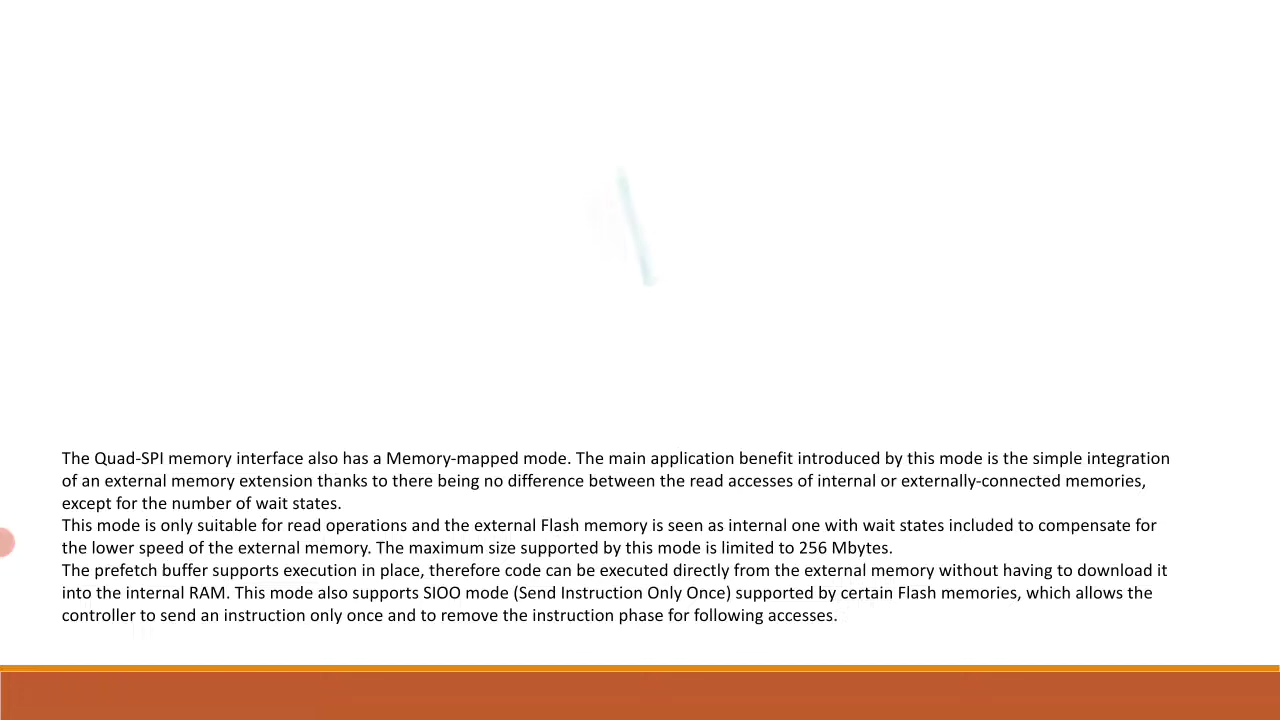 The Quad-SPI memory interface also has a Memory-mapped mode. The main application benefit introduced by this mode is the simple integration
of an external memory extension thanks to there being no difference between the read accesses of internal or externally-connected memories,
except for the number of wait states.
This mode is only suitable for read operations and the external Flash memory is seen as internal one with wait states included to compensate for
the lower speed of the external memory. The maximum size supported by this mode is limited to 256 Mbytes.
The prefetch buffer supports execution in place, therefore code can be executed directly from the external memory without having to download it
into the internal RAM. This mode also supports SIOO mode (Send Instruction Only Once) supported by certain Flash memories, which allows the
controller to send an instruction only once and to remove the instruction phase for following accesses.